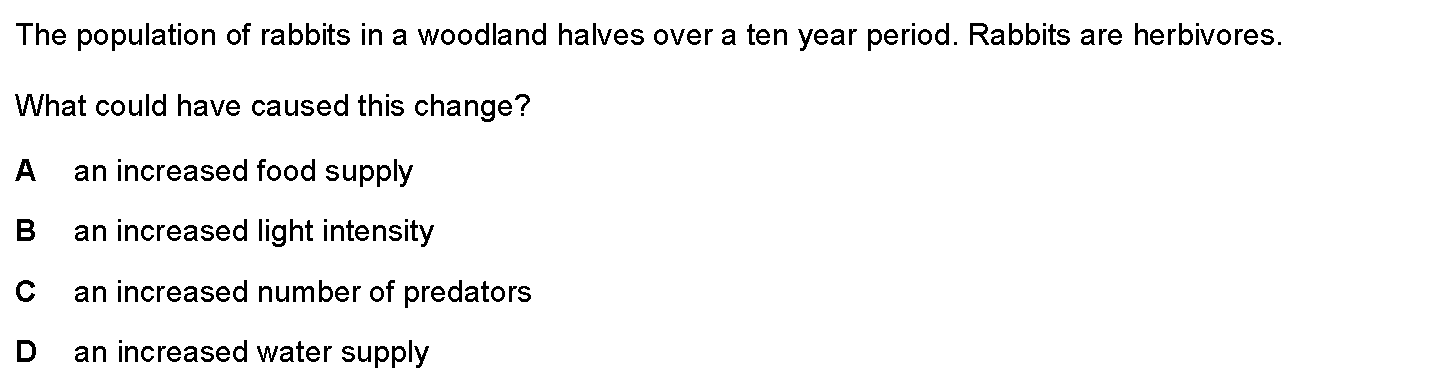 The population of rabbits in a woodland halves over a ten year period. Rabbits are herbivores.
What could have caused this change?
A an increased food supply
B an increased light intensity
C an increased number of predators
D an increased water supply